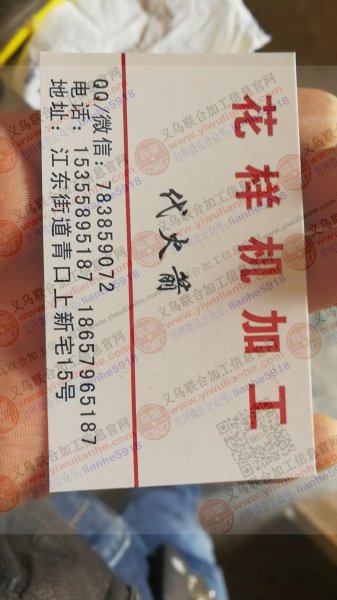 花样机加工
代火箭
QQ/微信: 783859072
电话: 15355895187 18657965187
地址: 江东街道青口上新宅15号
义乌联合加工信息官网
www.yiwulianhe.com
官网微信公众号:lianhe5918